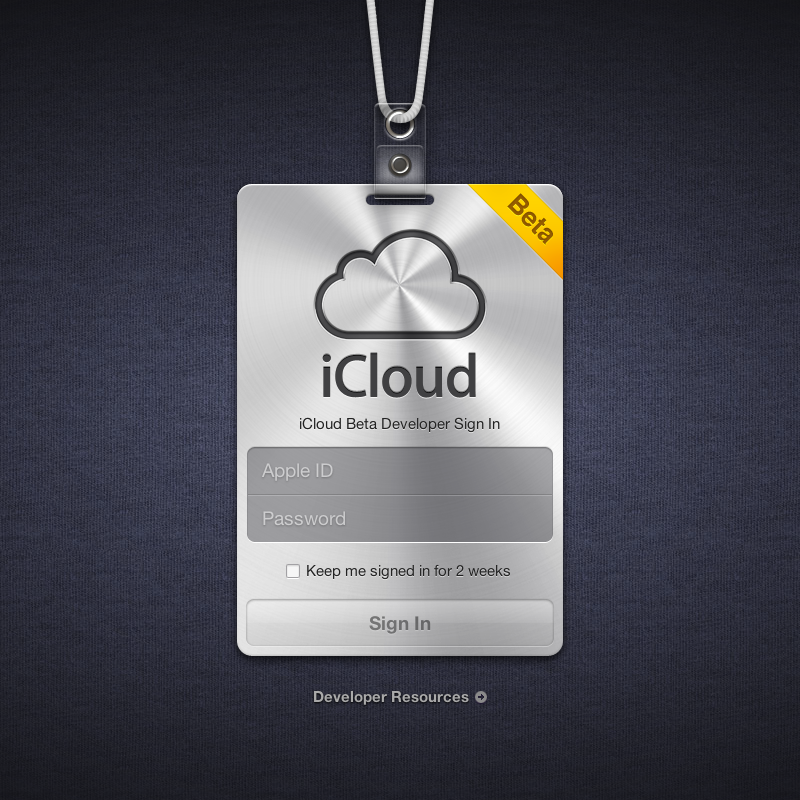 Beta
iCloud
iCloud Beta Developer Sign In
Apple ID
Password
Keep me signed in for 2 weeks
Sign In
Developer Resources